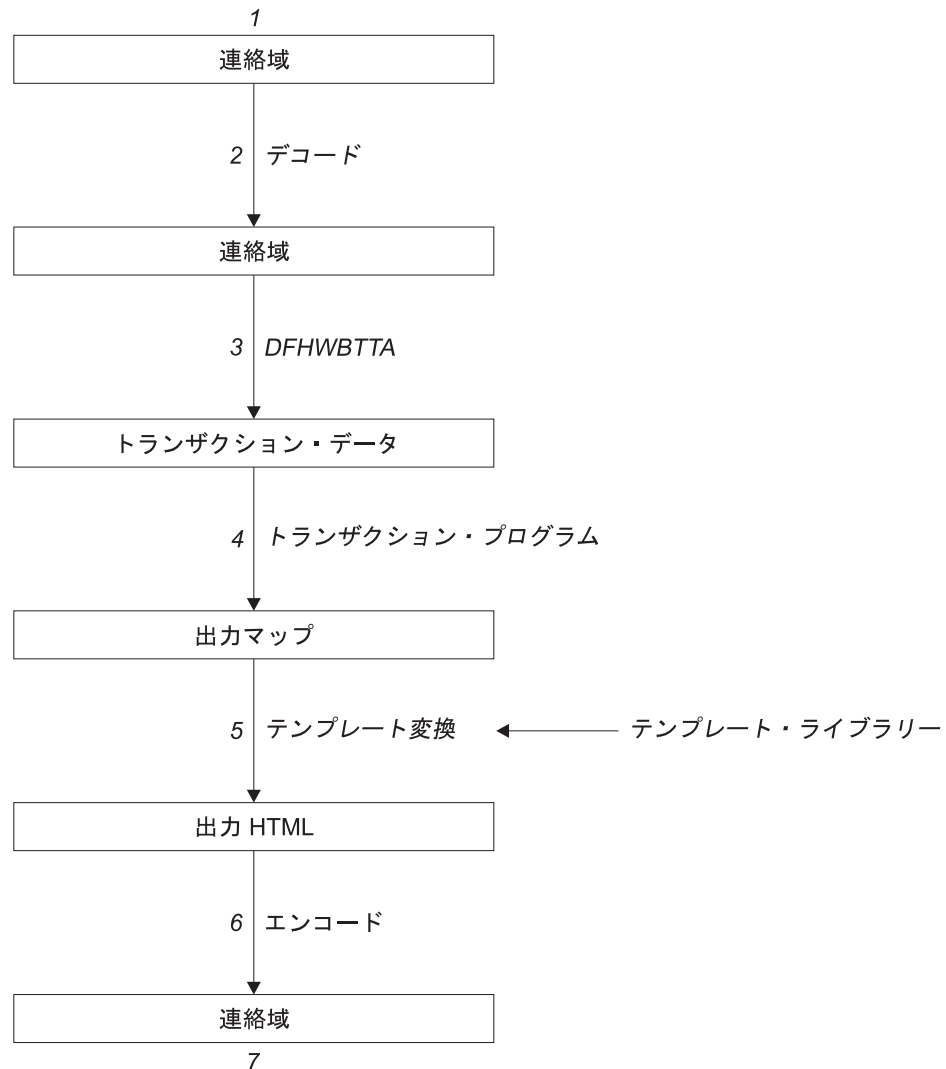 1
連絡域
2 デコード
連絡域
3 DFHWBTTA
トランザクション・データ
4 トランザクション・プログラム
出力マップ
5 テンプレート変換 テンプレート・ライブラリー
出力 HTML
6 エンコード
連絡域
7